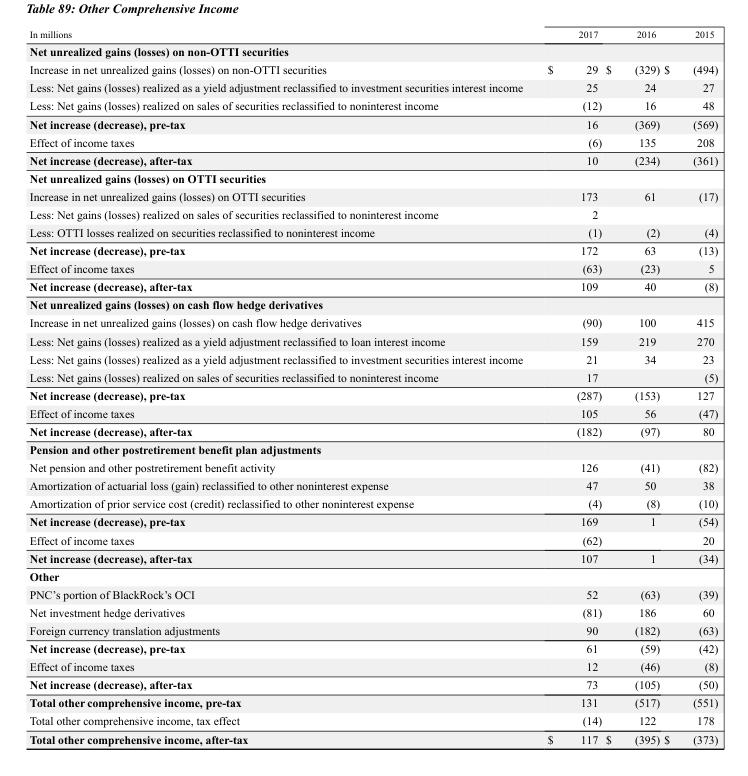 Table 89: Other Comprehensive Income
In millions 2017 2016 2015
Net unrealized gains (losses) on non-OTTI securities
Increase in net unrealized gains (losses) on non-OTTI securities $ 29 $ (329) $ (494)
Less: Net gains (losses) realized as a yield adjustment reclassified to investment securities interest income 25 24 27
Less: Net gains (losses) realized on sales of securities reclassified to noninterest income (12) 16 48
Net increase (decrease), pre-tax 16 (369) (569)
Effect of income taxes (6) 135 208
Net increase (decrease), after-tax 10 (234) (361)
Net unrealized gains (losses) on OTTI securities
Increase in net unrealized gains (losses) on OTTI securities 173 61 (17)
Less: Net gains (losses) realized on sales of securities reclassified to noninterest income 2
Less: OTTI losses realized on securities reclassified to noninterest income (1) (2) (4)
Net increase (decrease), pre-tax 172 63 (13)
Effect of income taxes (63) (23) 5
Net increase (decrease), after-tax 109 40 (8)
Net unrealized gains (losses) on cash flow hedge derivatives
Increase in net unrealized gains (losses) on cash flow hedge derivatives (90) 100 415
Less: Net gains (losses) realized as a yield adjustment reclassified to loan interest income 159 219 270
Less: Net gains (losses) realized as a yield adjustment reclassified to investment securities interest income 21 34 23
Less: Net gains (losses) realized on sales of securities reclassified to noninterest income 17 (5)
Net increase (decrease), pre-tax (287) (153) 127
Effect of income taxes 105 56 (47)
Net increase (decrease), after-tax (182) (97) 80
Pension and other postretirement benefit plan adjustments
Net pension and other postretirement benefit activity 126 (41) (82)
Amortization of actuarial loss (gain) reclassified to other noninterest expense 47 50 38
Amortization of prior service cost (credit) reclassified to other noninterest expense (4) (8) (10)
Net increase (decrease), pre-tax 169 1 (54)
Effect of income taxes (62) 20
Net increase (decrease), after-tax 107 1 (34)
Other
PNC's portion of BlackRock's OCI 52 (63) (39)
Net investment hedge derivatives (81) 186 60
Foreign currency translation adjustments 90 (182) (63)
Net increase (decrease), pre-tax 61 (59) (42)
Effect of income taxes 12 (46) (8)
Net increase (decrease), after-tax 73 (105) (50)
Total other comprehensive income, pre-tax 131 (517) (551)
Total other comprehensive income, tax effect (14) 122 178
Total other comprehensive income, after-tax $ 117 $ (395) $ (373)